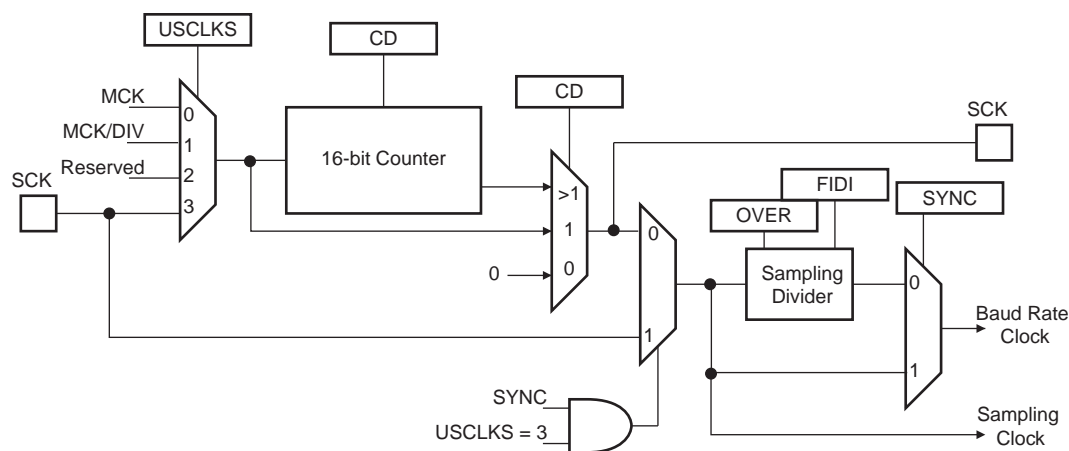 USCLKS
CD
CD
SCK
MCK
0
MCK/DIV
1
16-bit Counter
Reserved
2
SCK
3
>1
1
0
0
FIDI
OVER
SYNC
0
1
Sampling
Divider
0
1
Baud Rate
Clock
SYNC
USCLKS = 3
Sampling
Clock